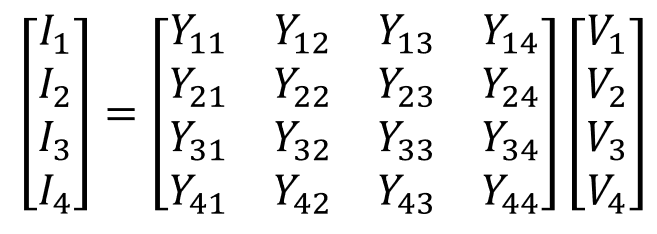 [I₁] [Y₁₁ Y₁₂ Y₁₃ Y₁₄] [V₁]
[I₂] = [Y₂₁ Y₂₂ Y₂₃ Y₂₄] [V₂]
[I₃] [Y₃₁ Y₃₂ Y₃₃ Y₃₄] [V₃]
[I₄] [Y₄₁ Y₄₂ Y₄₃ Y₄₄] [V₄]